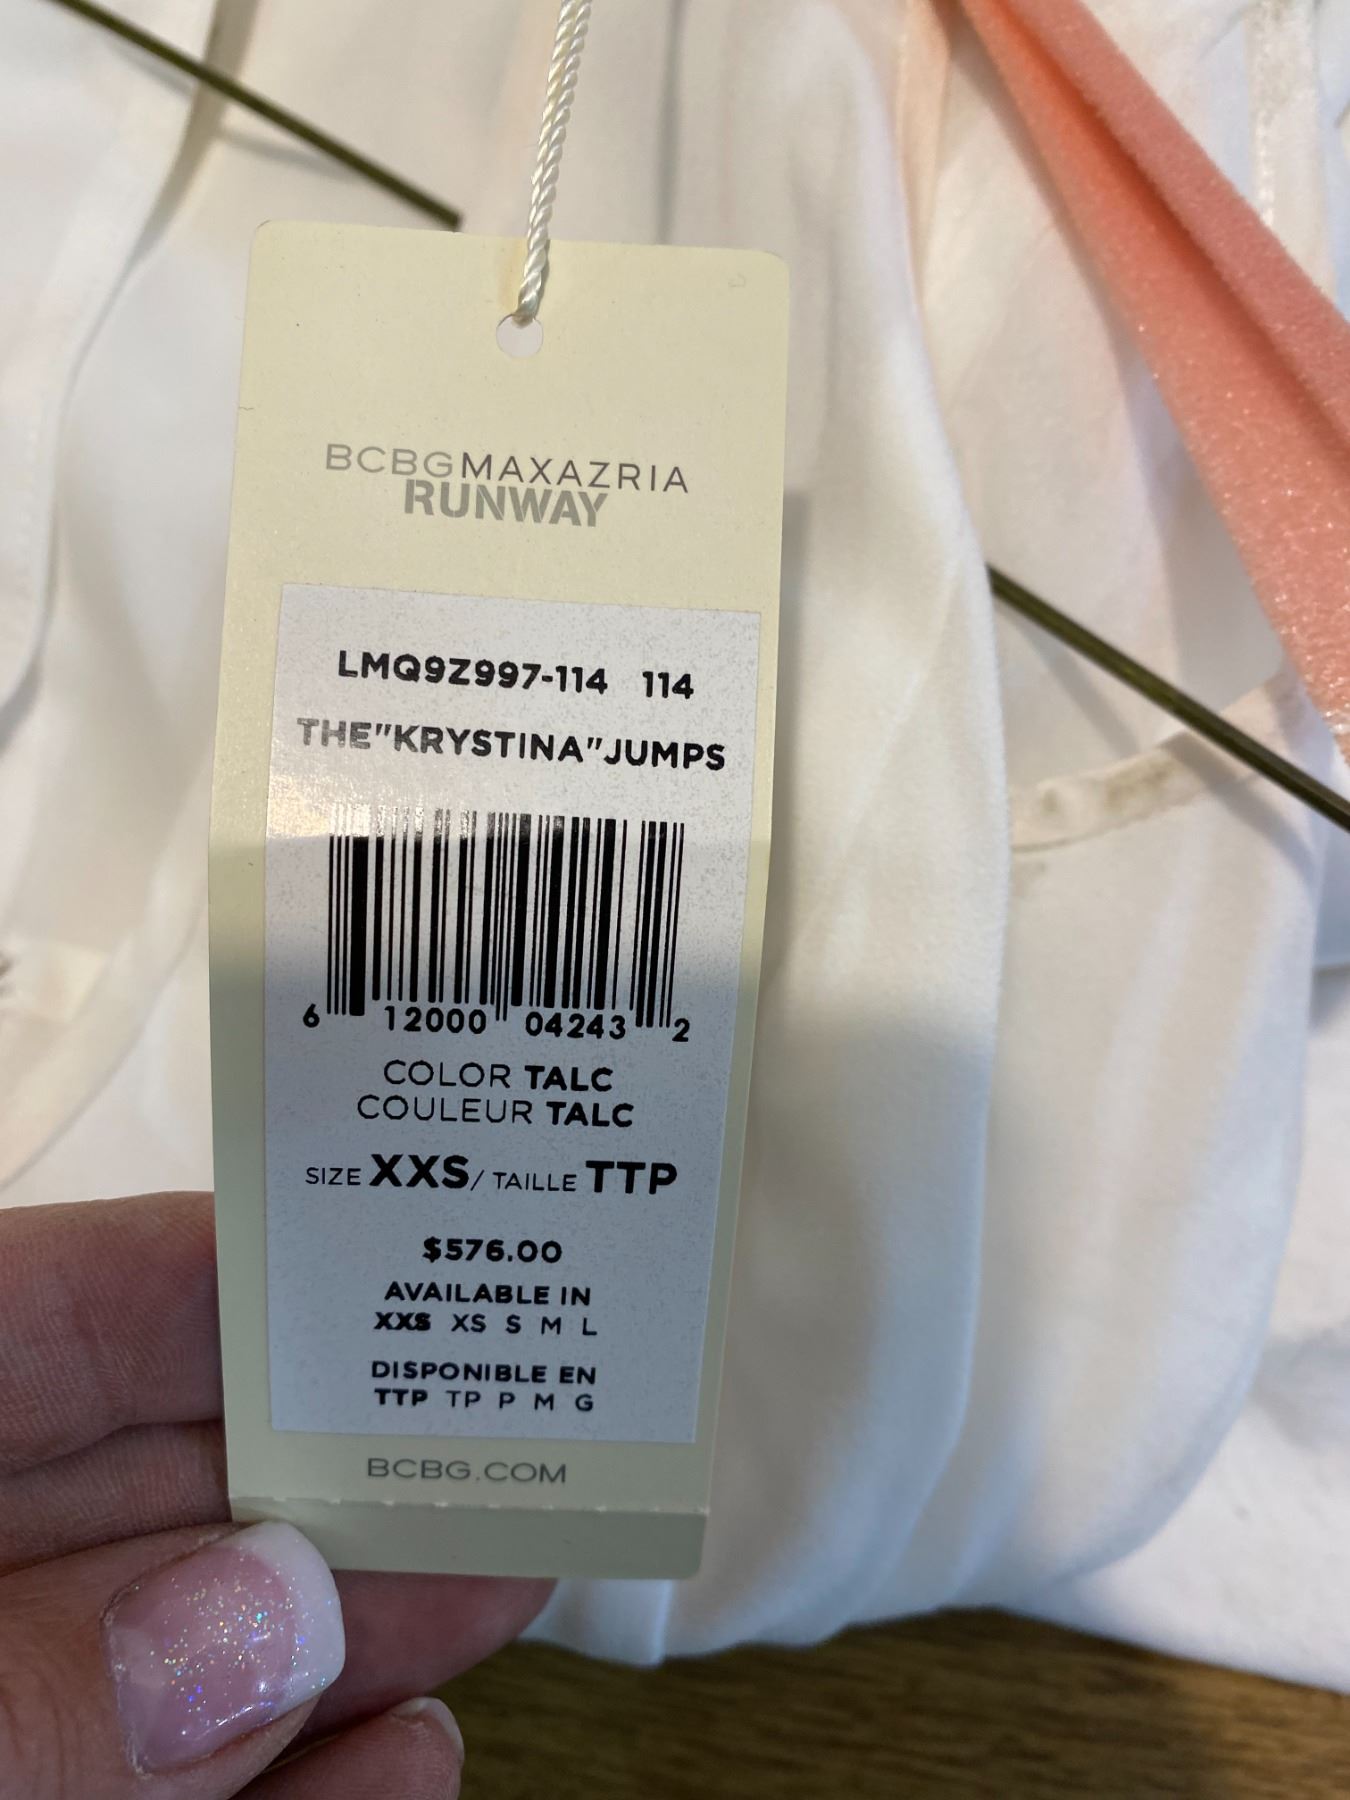 BCBGMAXAZRIA
RUNWAY
LMQ9Z997-114 114
THE"KRYSTINA"JUMPS
6 12000 04243 2
COLOR TALC
COULEUR TALC
SIZE XXS/ TAILLE TTP
$576.00
AVAILABLE IN
XXS XS S M L
DISPONIBLE EN
TTP TP P M G
BCBG.COM